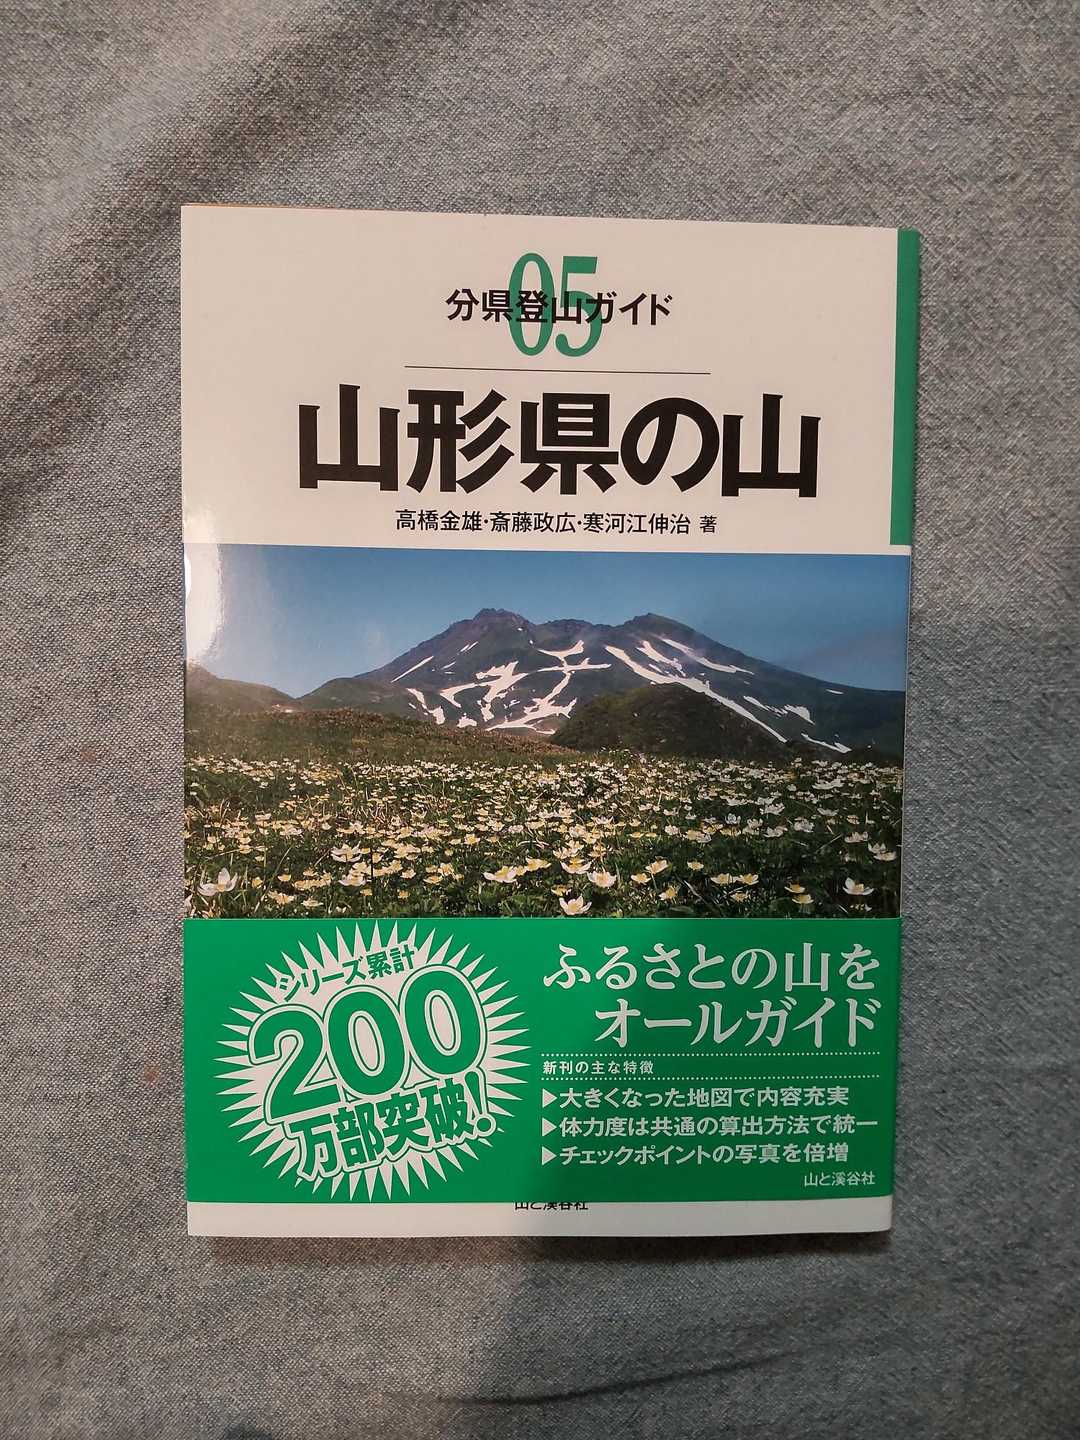 05
分県登山ガイド
山形県の山
高橋金雄・斎藤政広・寒河江伸治 著
シリーズ累計
200
万部突破!
ふるさとの山を
オールガイド
新刊の主な特徴
▶大きくなった地図で内容充実
▶体力度は共通の算出方法で統一
▶チェックポイントの写真を倍増
山と溪谷社
山と溪谷社